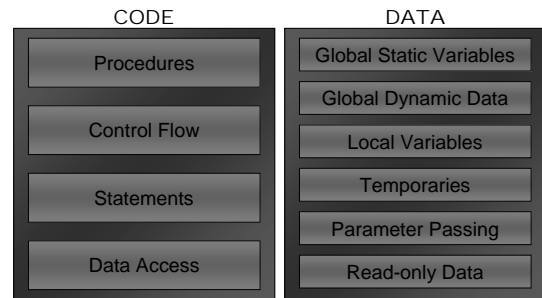 CODE
Procedures
Control Flow
Statements
Data Access
DATA
Global Static Variables
Global Dynamic Data
Local Variables
Temporaries
Parameter Passing
Read-only Data